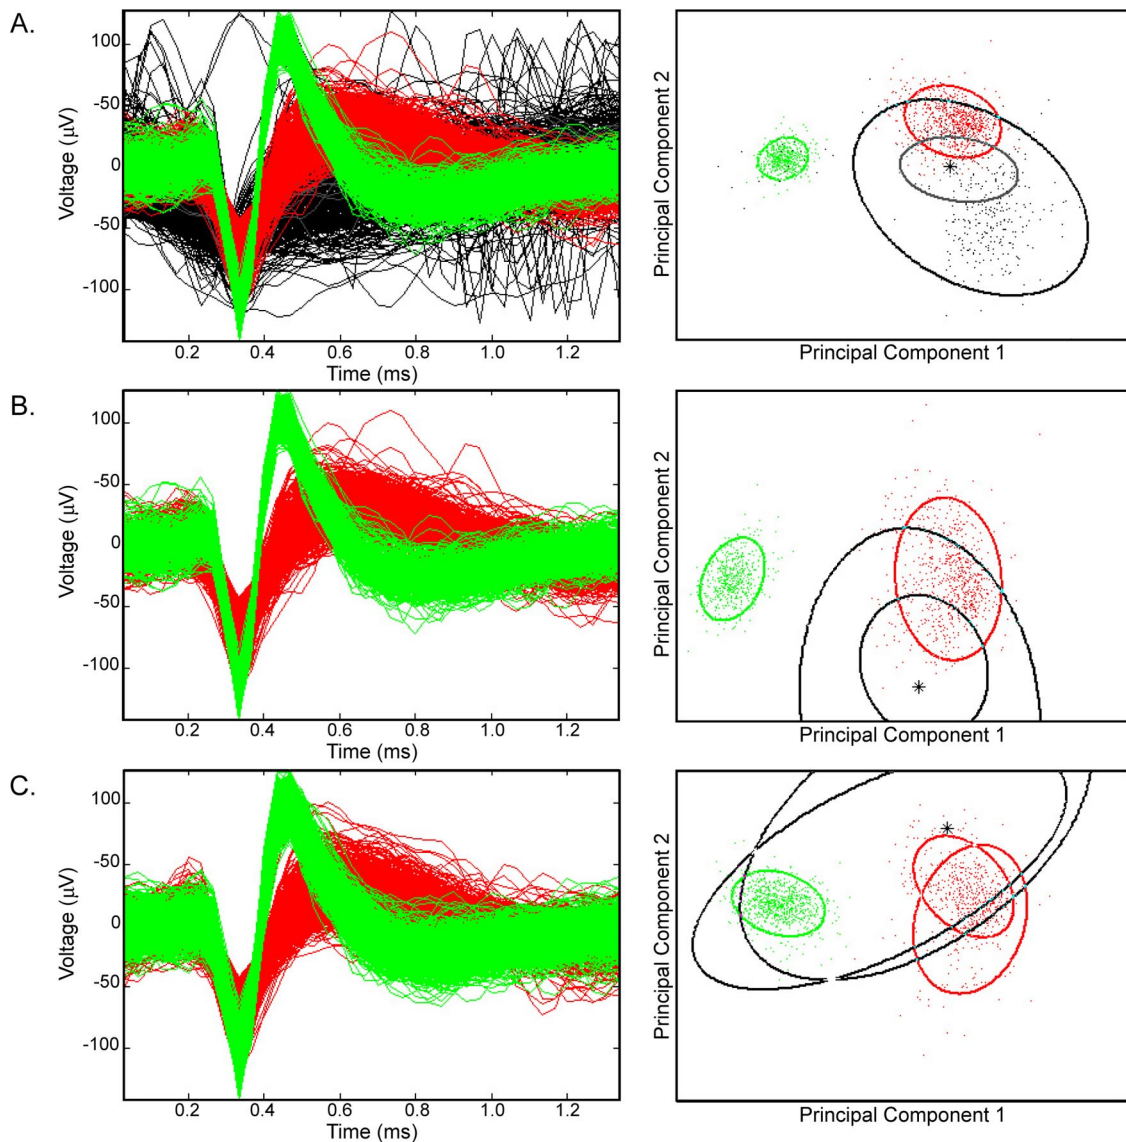 A.
Voltage (µV)
100
-50
0
-50
-100
0.2 0.4 0.6 0.8 1.0 1.2
Time (ms)
Principal Component 2
Principal Component 1
B.
Voltage (µV)
100
-50
0
-50
-100
0.2 0.4 0.6 0.8 1.0 1.2
Time (ms)
Principal Component 2
Principal Component 1
C.
Voltage (µV)
100
-50
0
-50
-100
0.2 0.4 0.6 0.8 1.0 1.2
Time (ms)
Principal Component 2
Principal Component 1